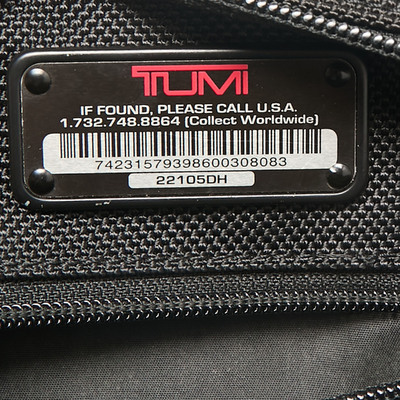 TUMI
IF FOUND, PLEASE CALL U.S.A.
1.732.748.8864 (Collect Worldwide)
74231579398600308083
22105DH